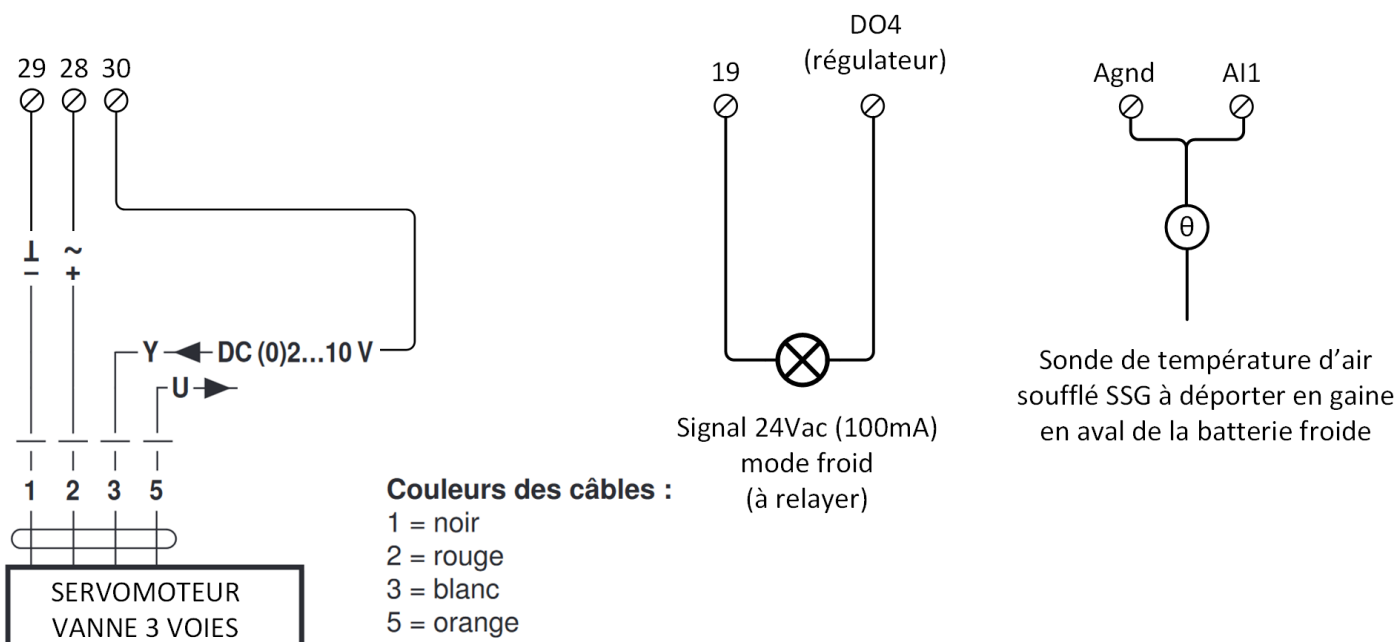 29 28 30
⊥ ~
– +
Y DC (0)2...10 V
U
1 2 3 5
SERVOMOTEUR
VANNE 3 VOIES
Couleurs des câbles :
1 = noir
2 = rouge
3 = blanc
5 = orange
DO4
(régulateur)
19
Signal 24Vac (100mA)
mode froid
(à relayer)
Agnd AI1
θ
Sonde de température d’air
soufflé SSG à déporter en gaine
en aval de la batterie froide